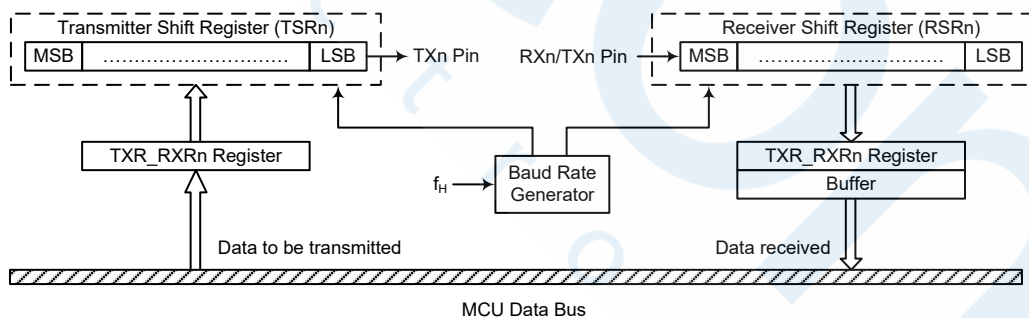 Transmitter Shift Register (TSRn)
MSB ………………………… LSB
TXn Pin
RXn/TXn Pin
Receiver Shift Register (RSRn)
MSB ………………………… LSB
TXR_RXRn Register
fH
Baud Rate
Generator
TXR_RXRn Register
Buffer
Data to be transmitted
Data received
MCU Data Bus